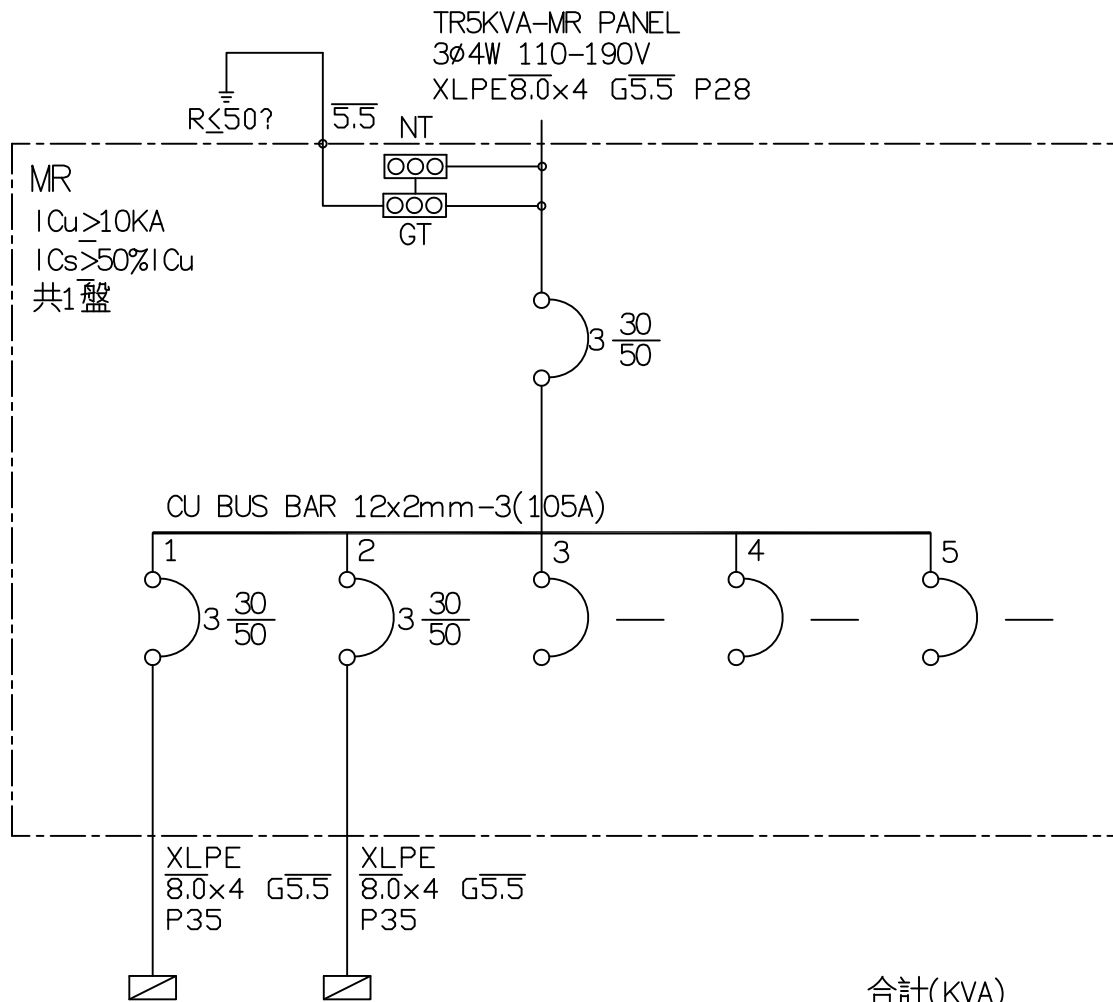 TR5KVA-MR PANEL
3ø4W 110-190V
XLPE8.0x4 G5.5 P28
R≤50?
5.5
NT
GT
MR
ICu≥10KA
ICs≥50%ICu
共1盤
3 30/50
CU BUS BAR 12x2mm-3(105A)
1
2
3
4
5
3 30/50
3 30/50
XLPE
8.0x4 G5.5
P35
XLPE
8.0x4 G5.5
P35
合計(KVA)